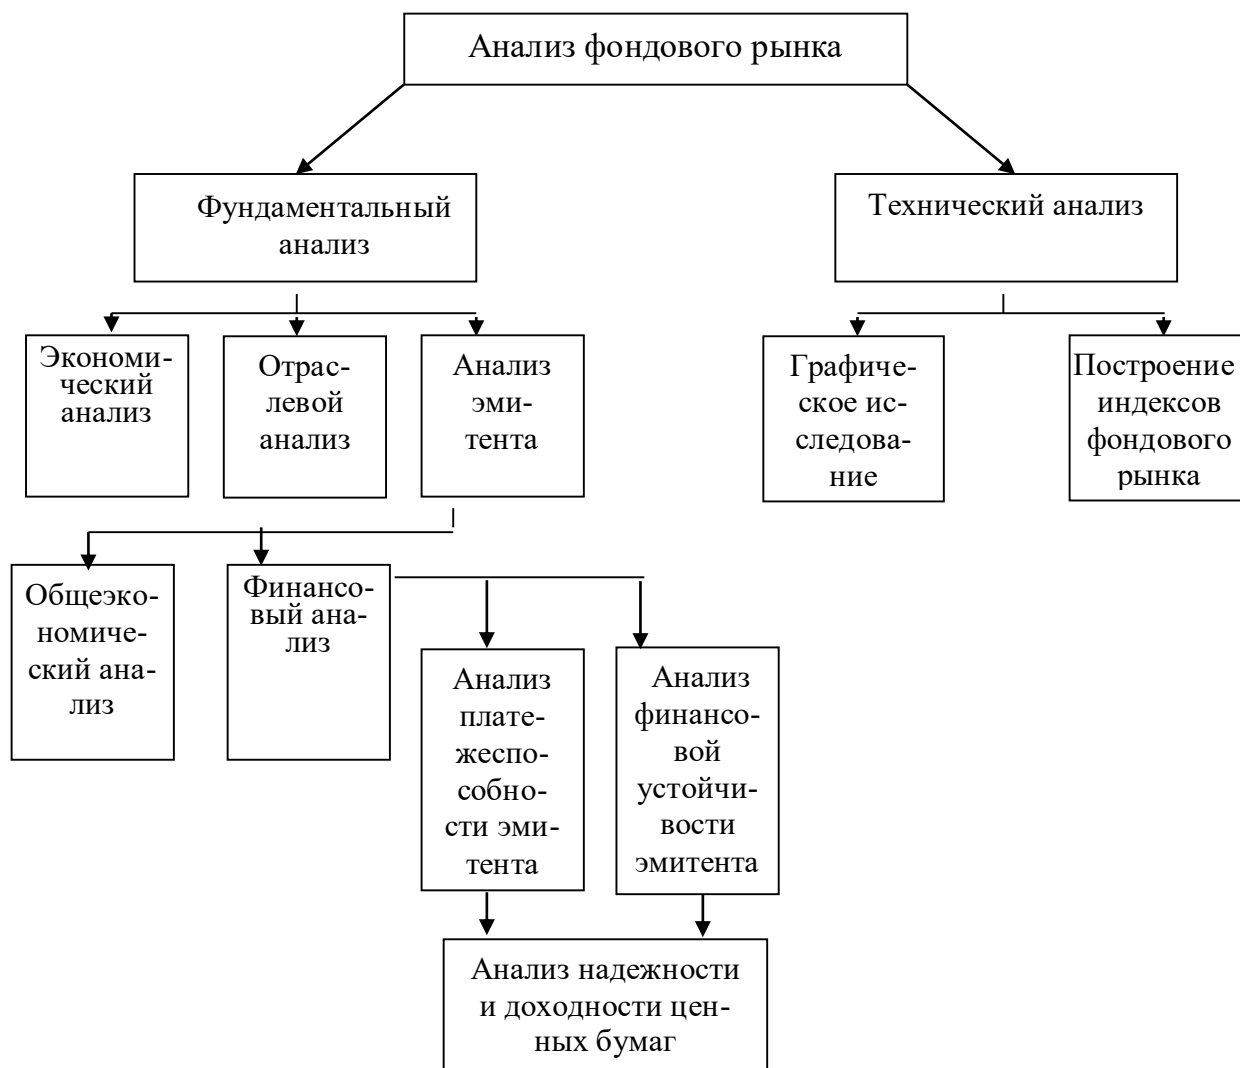 Анализ фондового рынка
Фундаментальный
анализ
Технический анализ
Экономи-
ческий
анализ
Отрас-
левой
анализ
Анализ
эми-
тента
Графиче-
ское ис-
следова-
ние
Построение
индексов
фондового
рынка
Общеэко-
номиче-
ский ана-
лиз
Финансо-
вый ана-
лиз
Анализ
плате-
жеспо-
собно-
сти эми-
тента
Анализ
финансо-
вой
устойчи-
вости
эмитента
Анализ надежности
и доходности цен-
ных бумаг